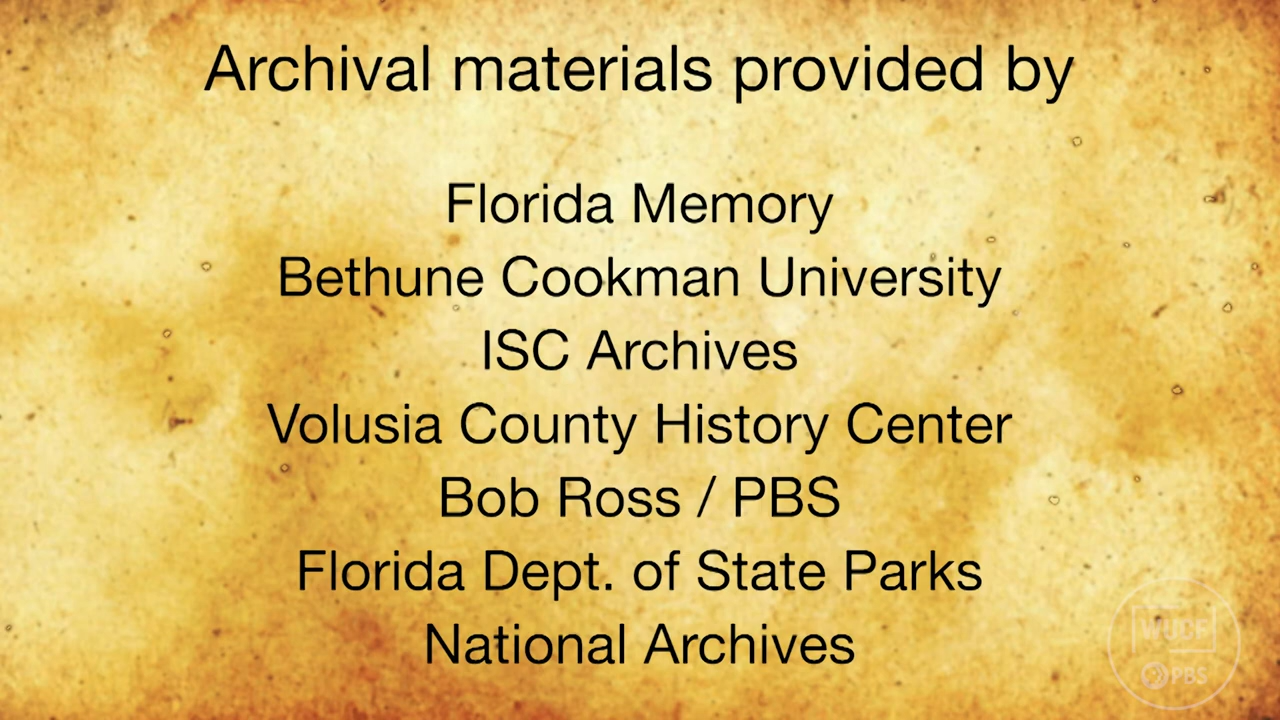 Archival materials provided by
Florida Memory
Bethune Cookman University
ISC Archives
Volusia County History Center
Bob Ross / PBS
Florida Dept. of State Parks
National Archives
WUCF
PBS